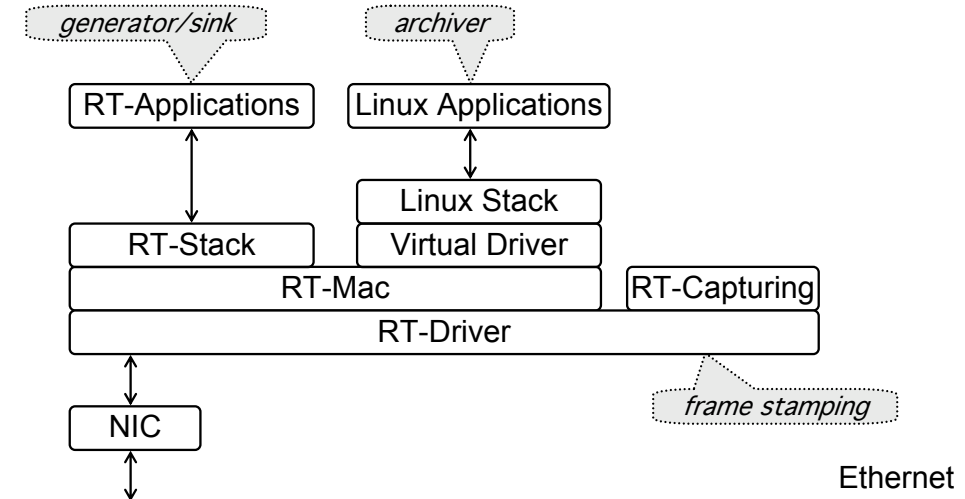 generator/sink
archiver
RT-Applications
Linux Applications
Linux Stack
RT-Stack
Virtual Driver
RT-Mac
RT-Capturing
RT-Driver
frame stamping
NIC
Ethernet